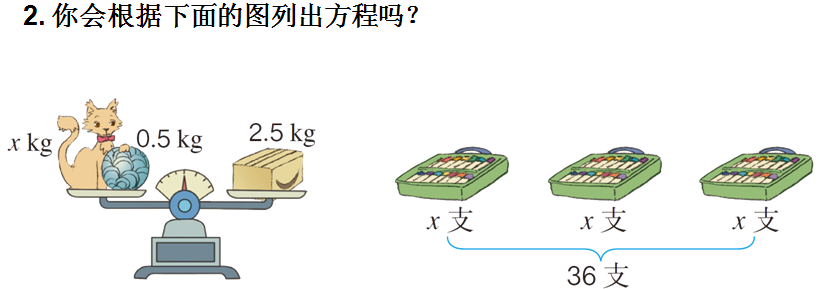 2. 你会根据下面的图列出方程吗？
x kg
0.5 kg
2.5 kg
x 支
x 支
x 支
36 支